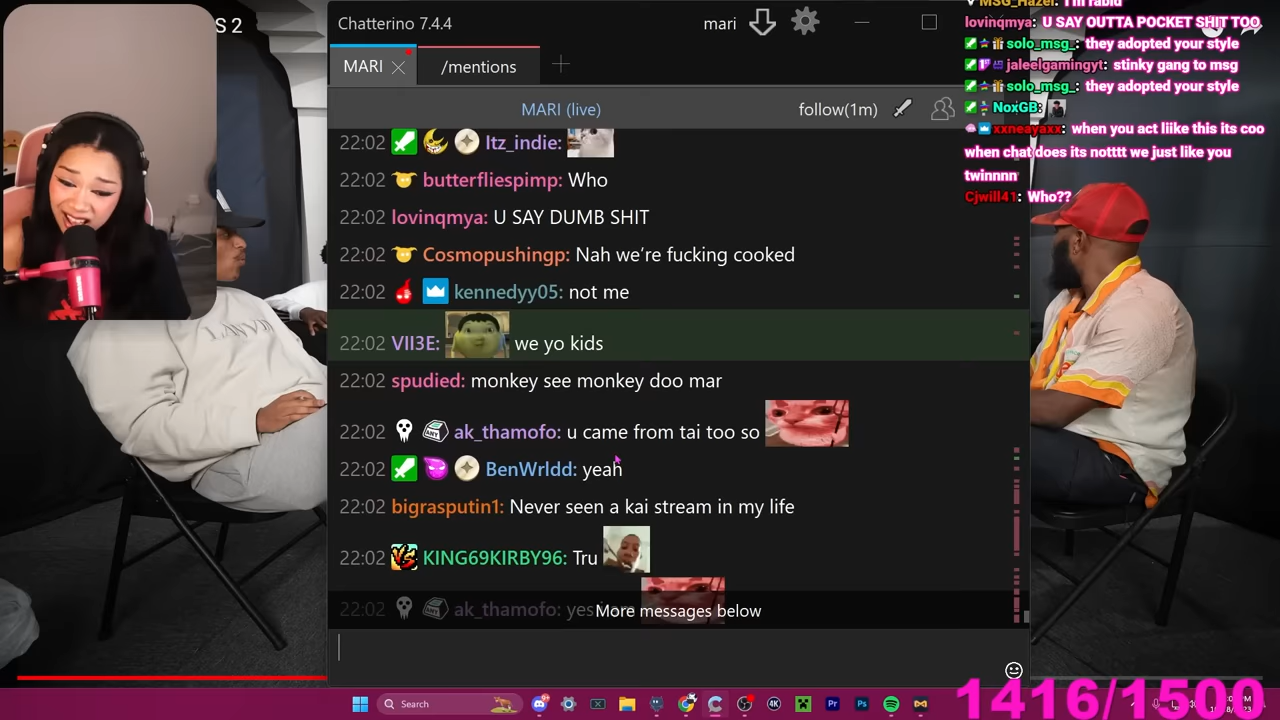 S 2
Chatterino 7.4.4
mari
MARI
/mentions
MARI (live)
follow(1m)
22:02 Itz_indie:
22:02 butterfliespimp: Who
22:02 lovinqmya: U SAY DUMB SHIT
22:02 Cosmopushingp: Nah we're fucking cooked
22:02 kennedyy05: not me
22:02 VII3E: we yo kids
22:02 spudied: monkey see monkey doo mar
22:02 ak_thamofo: u came from tai too so
22:02 BenWrldd: yeah
22:02 bigrasputin1: Never seen a kai stream in my life
22:02 KING69KIRBY96: Tru
22:02 ak_thamofo: yes
More messages below
MSG_Hazel: I'm rabid
lovinqmya: U SAY OUTTA POCKET SHIT TOO
solo_msg_: they adopted your style
jaleelgamingyt: stinky gang to msg
solo_msg_: they adopted your style
NoxGB:
xxneayaxx: when you act liike this its coo
when chat does its notttt we just like you
twinnnn
Cjwill41: Who??
Search
1416/1500